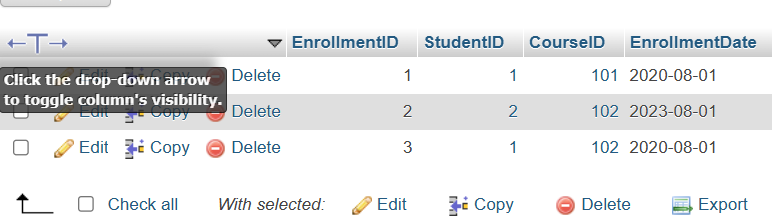 EnrollmentID StudentID CourseID EnrollmentDate
Click the drop-down arrow
to toggle column's visibility.
Edit Copy Delete 1 1 101 2020-08-01
Edit Copy Delete 2 2 102 2023-08-01
Edit Copy Delete 3 1 102 2020-08-01
Check all With selected: Edit Copy Delete Export